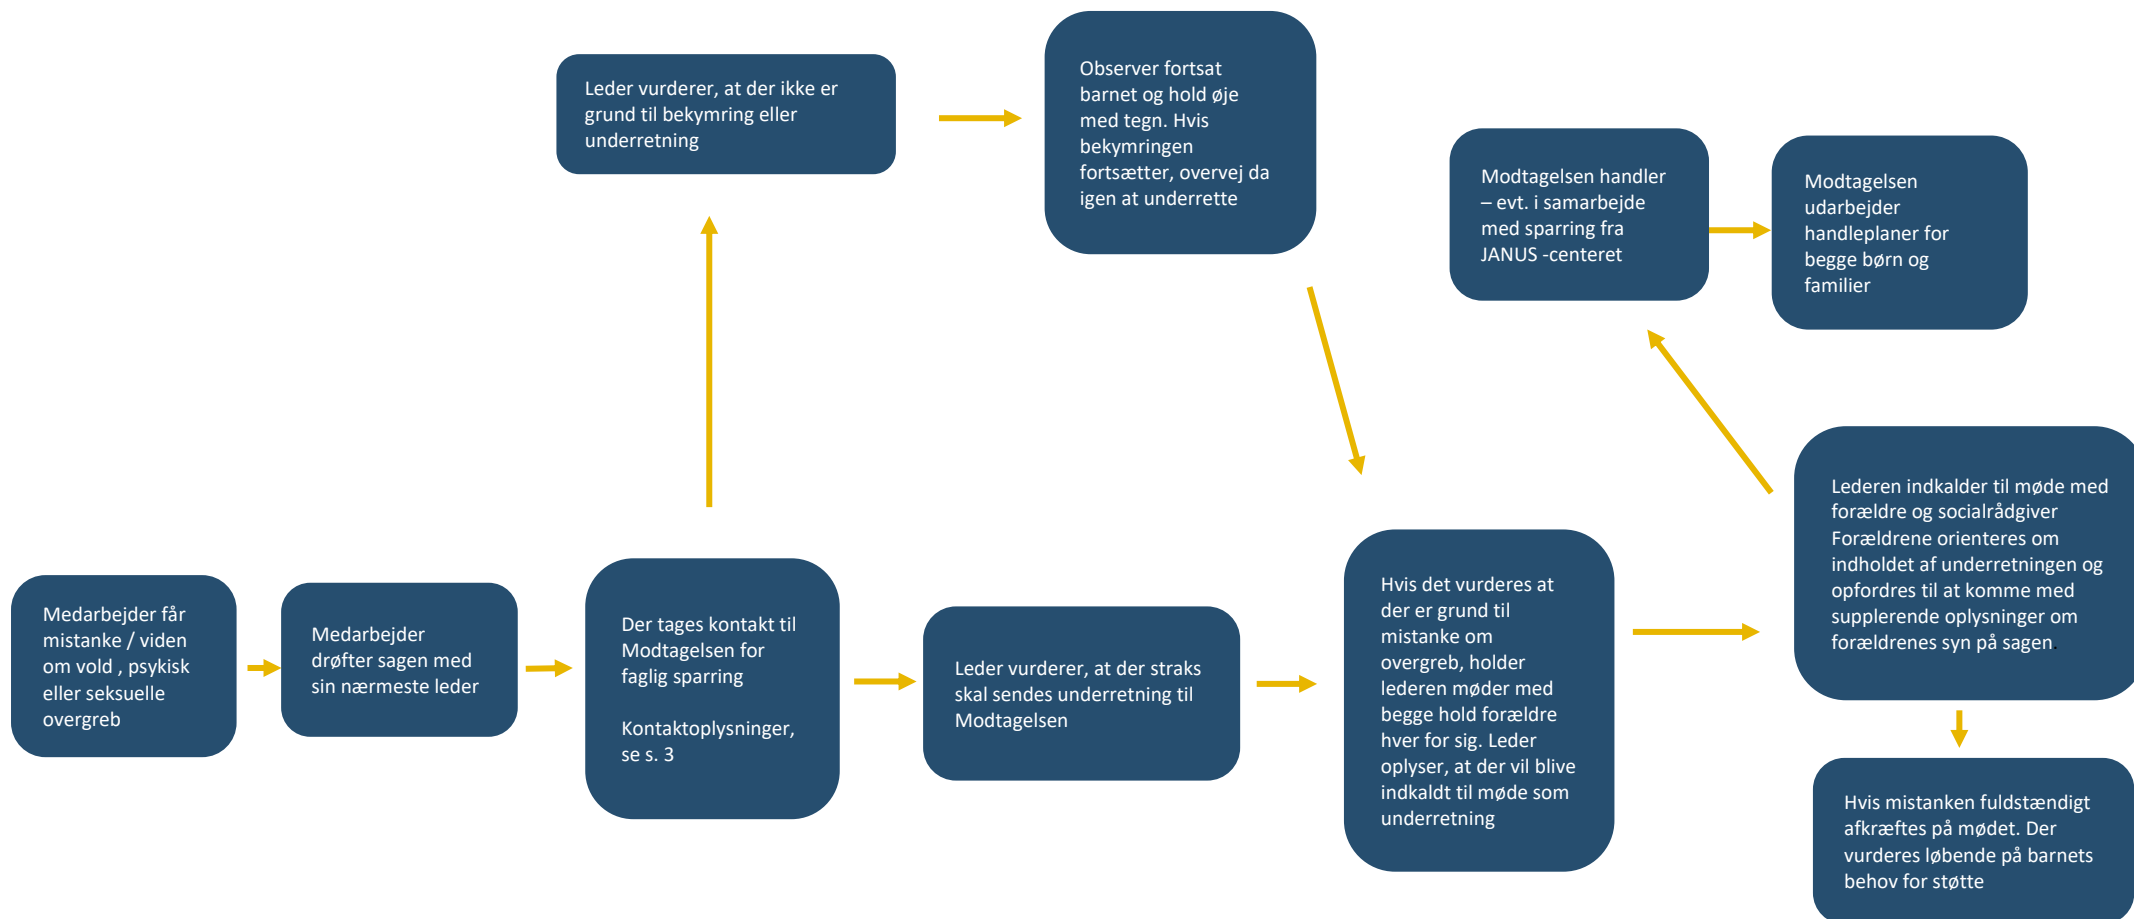 Leder vurderer, at der ikke er
grund til bekymring eller
underretning
Observer fortsat
barnet og hold øje
med tegn. Hvis
bekymringen
fortsætter, overvej da
igen at underrette
Modtagelsen handler
– evt. i samarbejde
med sparring fra
JANUS -centeret
Modtagelsen
udarbejder
handleplaner for
begge børn og
familier
Medarbejder får
mistanke / viden
om vold , psykisk
eller seksuelle
overgreb
Medarbejder
drøfter sagen med
sin nærmeste leder
Der tages kontakt til
Modtagelsen for
faglig sparring
Kontaktoplysninger,
se s. 3
Leder vurderer, at der straks
skal sendes underretning til
Modtagelsen
Hvis det vurderes at
der er grund til
mistanke om
overgreb, holder
lederen møder med
begge hold forældre
hver for sig. Leder
oplyser, at der vil blive
indkaldt til møde som
underretning
Lederen indkalder til møde med
forældre og socialrådgiver
Forældrene orienteres om
indholdet af underretningen og
opfordres til at komme med
supplerende oplysninger om
forældrenes syn på sagen.
Hvis mistanken fuldstændigt
afkræftes på mødet. Der
vurderes løbende på barnets
behov for støtte